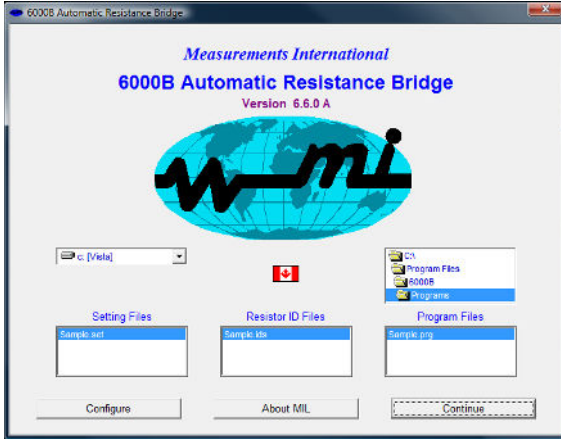 6000B Automatic Resistance Bridge
Measurements International
6000B Automatic Resistance Bridge
Version 6.6.0 A
mi
c: [Vista]
C:\
Program Files
6000B
Programs
Setting Files
Resistor ID Files
Program Files
Sample.set
Sample.ids
Sample.prg
Configure
About MIL
Continue